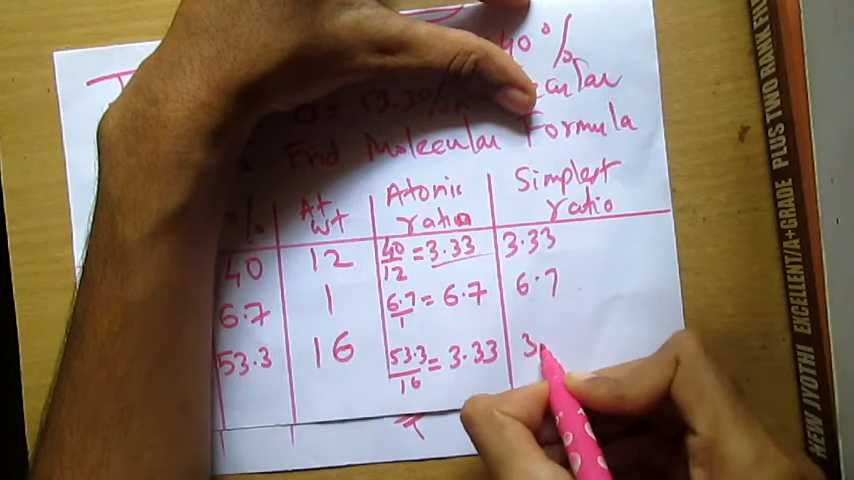 40%
O = 53.3%
Find Molecular Formula
% At wt Atomic ratio Simplest ratio
40 12 40/12 = 3.33 3.33
6.7 1 6.7/1 = 6.7 6.7
53.3 16 53.3/16 = 3.33 3
NEW JYOTHI EXCELLENT/A+GRADE PLUS TWO RANK FILE